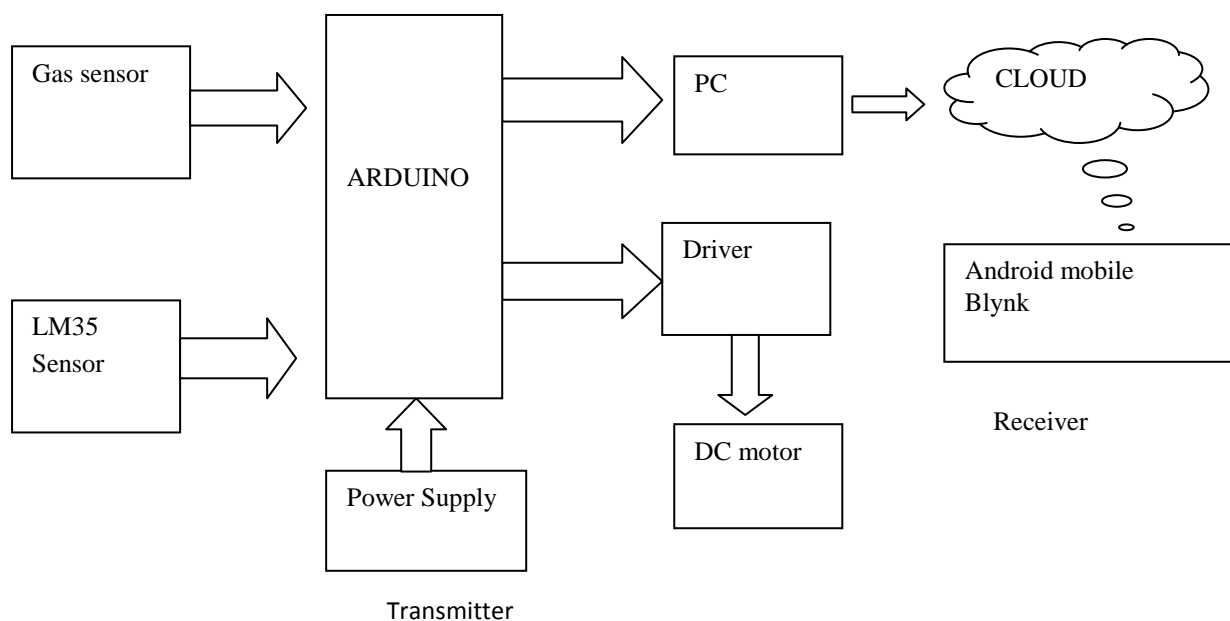 Gas sensor
ARDUINO
PC
CLOUD
LM35
Sensor
Driver
Android mobile
Blynk
DC motor
Receiver
Power Supply
Transmitter